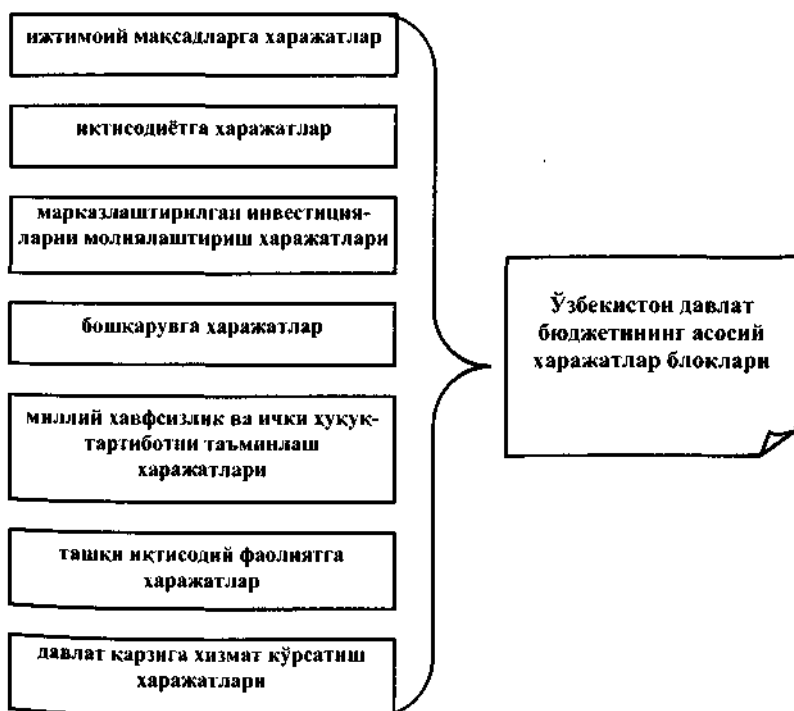 ижтимоий мақсадларга харажатлар
иқтисодиётга харажатлар
марказлаштирилган инвестиция-
ларни молиялаштириш харажатлари
бошқарувга харажатлар
миллий хавфсизлик ва ички ҳуқуқ-
тартиботни таъминлаш
харажатлари
ташқи иқтисодий фаолиятга
харажатлар
давлат қарзига хизмат кўрсатиш
харажатлари
Ўзбекистон давлат
бюджетининг асосий
харажатлар блоклари